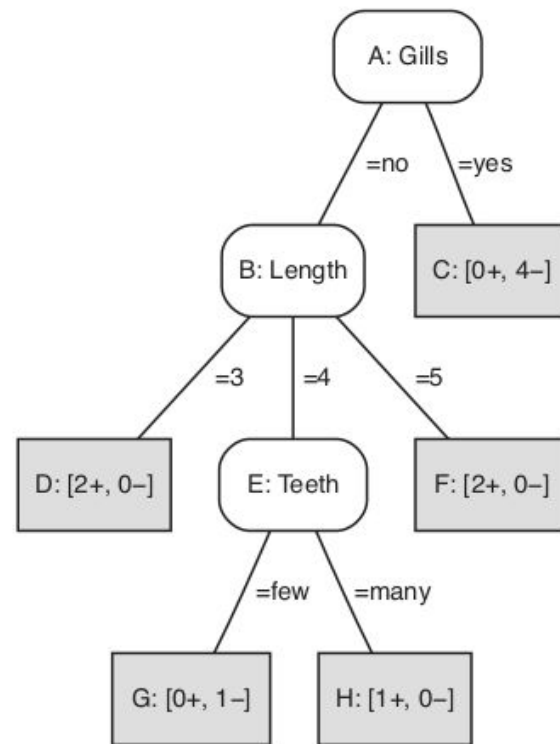 A: Gills
=no
=yes
B: Length
C: [0+, 4−]
=3
=4
=5
D: [2+, 0−]
E: Teeth
F: [2+, 0−]
=few
=many
G: [0+, 1−]
H: [1+, 0−]